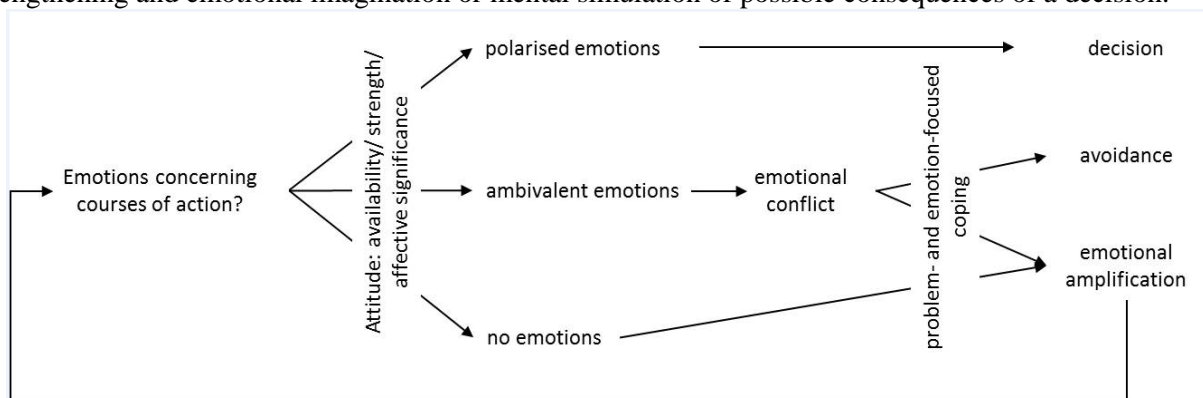 engthening and emotional imagination or mental simulation of possible consequences of a decision.
polarised emotions
decision
Attitude: availability/ strength/
affective significance
problem- and emotion-focused
coping
Emotions concerning
courses of action?
ambivalent emotions
emotional
conflict
avoidance
emotional
amplification
no emotions